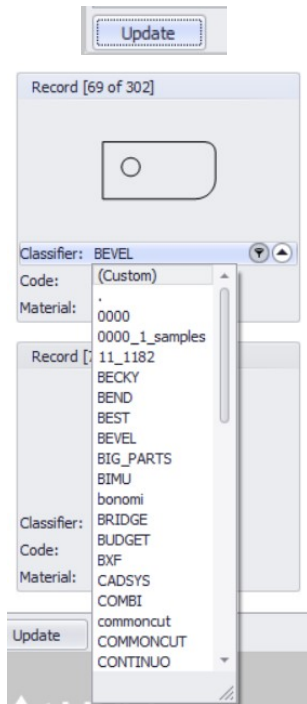 Update
Record [69 of 302]
Classifier: BEVEL
Code:
Material:
(Custom)
.
0000
0000_1_samples
11_1182
BECKY
BEND
BEST
BEVEL
BIG_PARTS
BIMU
bonomi
BRIDGE
BUDGET
BXF
CADSYS
COMBI
commoncut
COMMONCUT
CONTINUO
Record [
Classifier:
Code:
Material:
Update